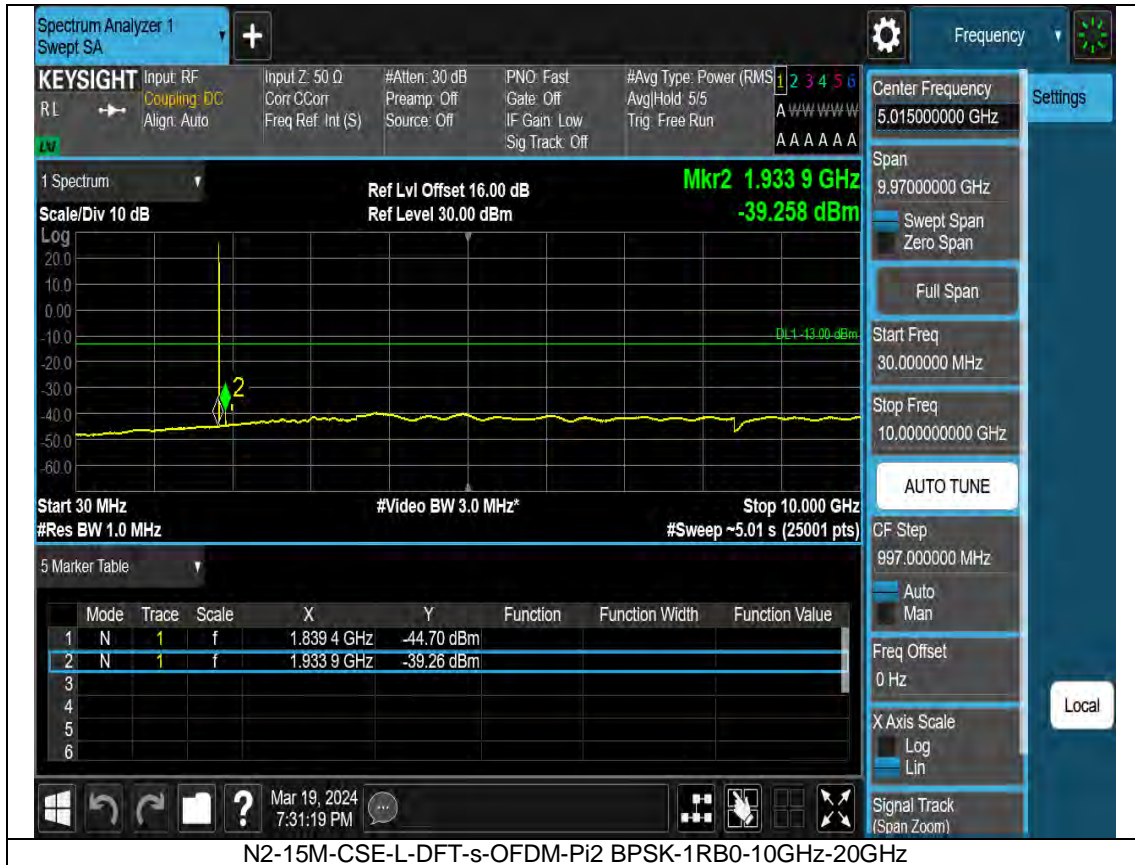 Spectrum Analyzer 1
Swept SA
+
Frequency
KEYSIGHT
RL
LXI
Input: RF
Coupling: DC
Align: Auto
Input Z: 50 Ω
Corr CCorr
Freq Ref: Int (S)
#Atten: 30 dB
Preamp: Off
Source: Off
PNO: Fast
Gate: Off
IF Gain: Low
Sig Track: Off
#Avg Type: Power (RMS
Avg|Hold: 5/5
Trig: Free Run
1 2 3 4 5 6
A W W W W W
A A A A A A
1 Spectrum
Scale/Div 10 dB
Ref Lvl Offset 16.00 dB
Ref Level 30.00 dBm
Mkr2 1.933 9 GHz
-39.258 dBm
Log
20.0
10.0
0.00
-10.0
-20.0
-30.0
-40.0
-50.0
-60.0
DL1 -13.00 dBm
2
Start 30 MHz
#Res BW 1.0 MHz
#Video BW 3.0 MHz*
Stop 10.000 GHz
#Sweep ~5.01 s (25001 pts)
5 Marker Table
Mode Trace Scale X Y Function Function Width Function Value
1 N 1 f 1.839 4 GHz -44.70 dBm
2 N 1 f 1.933 9 GHz -39.26 dBm
3
4
5
6
Center Frequency
5.015000000 GHz
Settings
Span
9.97000000 GHz
Swept Span
Zero Span
Full Span
Start Freq
30.000000 MHz
Stop Freq
10.000000000 GHz
AUTO TUNE
CF Step
997.000000 MHz
Auto
Man
Freq Offset
0 Hz
X Axis Scale
Log
Lin
Local
Signal Track
(Span Zoom)
?
Mar 19, 2024
7:31:19 PM
N2-15M-CSE-L-DFT-s-OFDM-Pi2 BPSK-1RB0-10GHz-20GHz